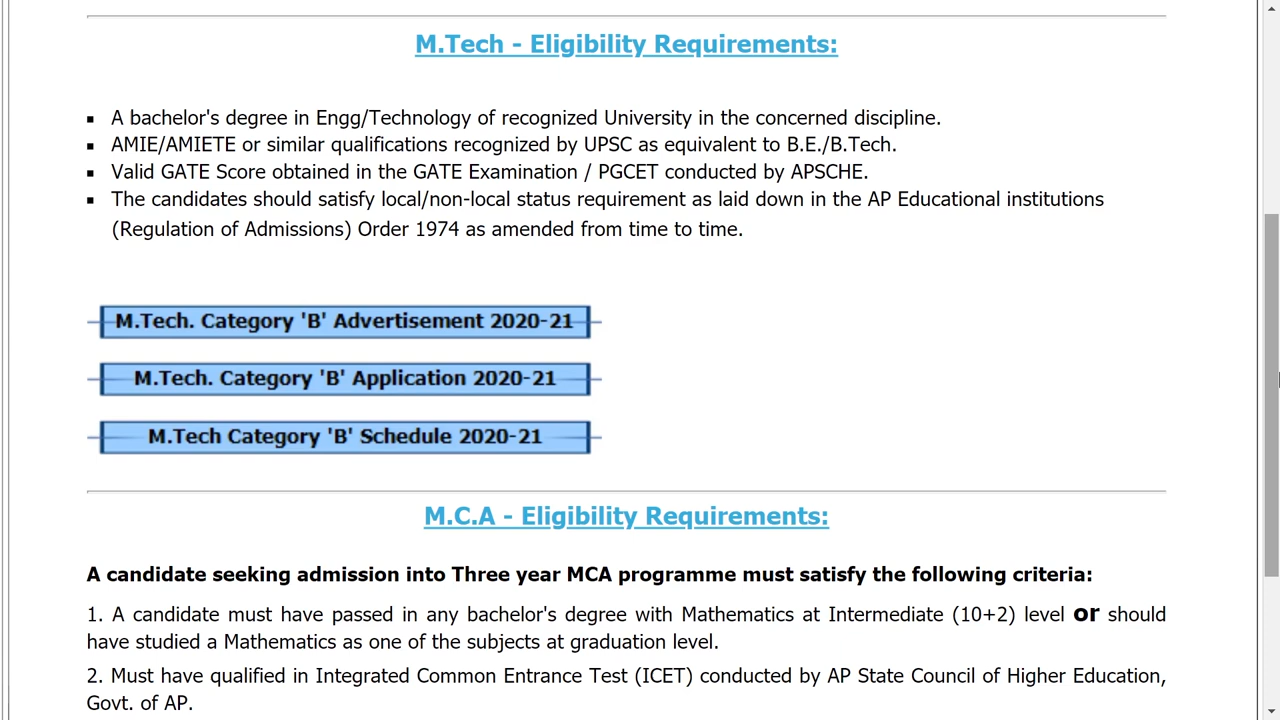 M.Tech - Eligibility Requirements:
▪ A bachelor's degree in Engg/Technology of recognized University in the concerned discipline.
▪ AMIE/AMIETE or similar qualifications recognized by UPSC as equivalent to B.E./B.Tech.
▪ Valid GATE Score obtained in the GATE Examination / PGCET conducted by APSCHE.
▪ The candidates should satisfy local/non-local status requirement as laid down in the AP Educational institutions
(Regulation of Admissions) Order 1974 as amended from time to time.
M.Tech. Category 'B' Advertisement 2020-21
M.Tech. Category 'B' Application 2020-21
M.Tech Category 'B' Schedule 2020-21
M.C.A - Eligibility Requirements:
A candidate seeking admission into Three year MCA programme must satisfy the following criteria:
1. A candidate must have passed in any bachelor's degree with Mathematics at Intermediate (10+2) level or should
have studied a Mathematics as one of the subjects at graduation level.
2. Must have qualified in Integrated Common Entrance Test (ICET) conducted by AP State Council of Higher Education,
Govt. of AP.